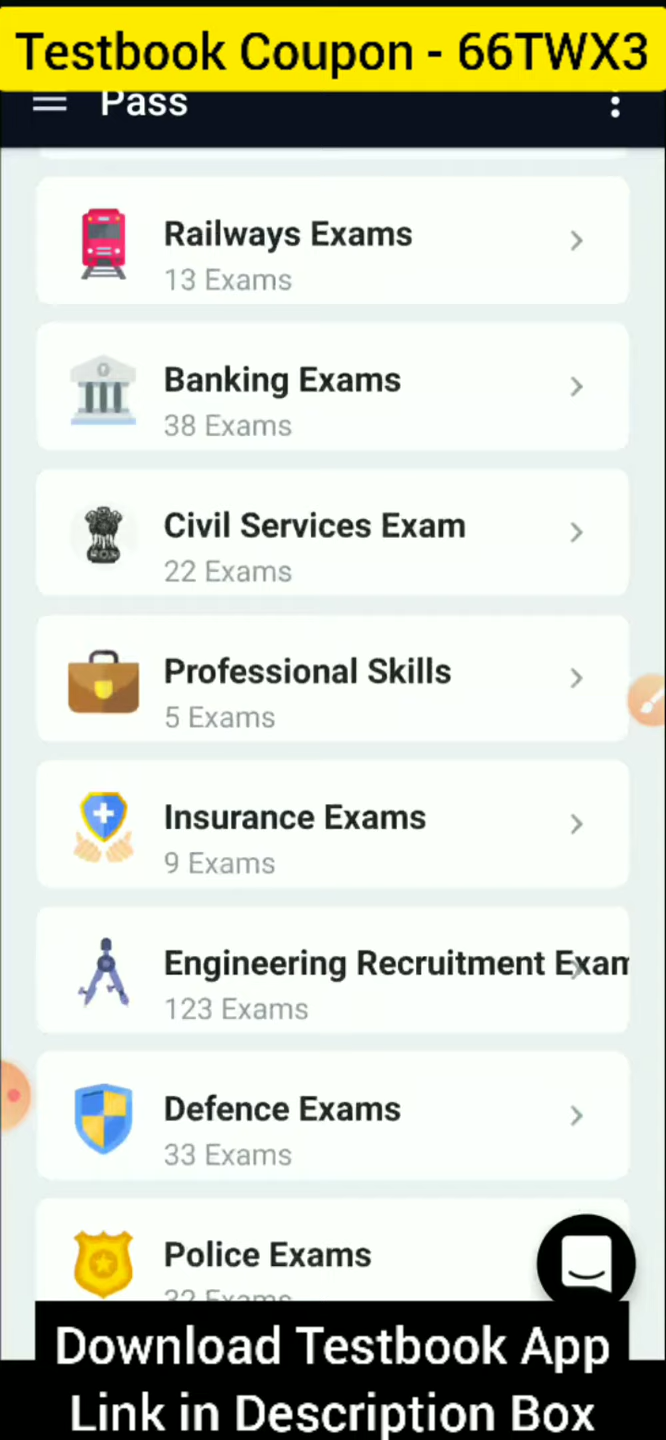 Testbook Coupon - 66TWX3
Pass
Railways Exams
13 Exams
Banking Exams
38 Exams
Civil Services Exam
22 Exams
Professional Skills
5 Exams
Insurance Exams
9 Exams
Engineering Recruitment Exam
123 Exams
Defence Exams
33 Exams
Police Exams
32 Exams
Download Testbook App
Link in Description Box